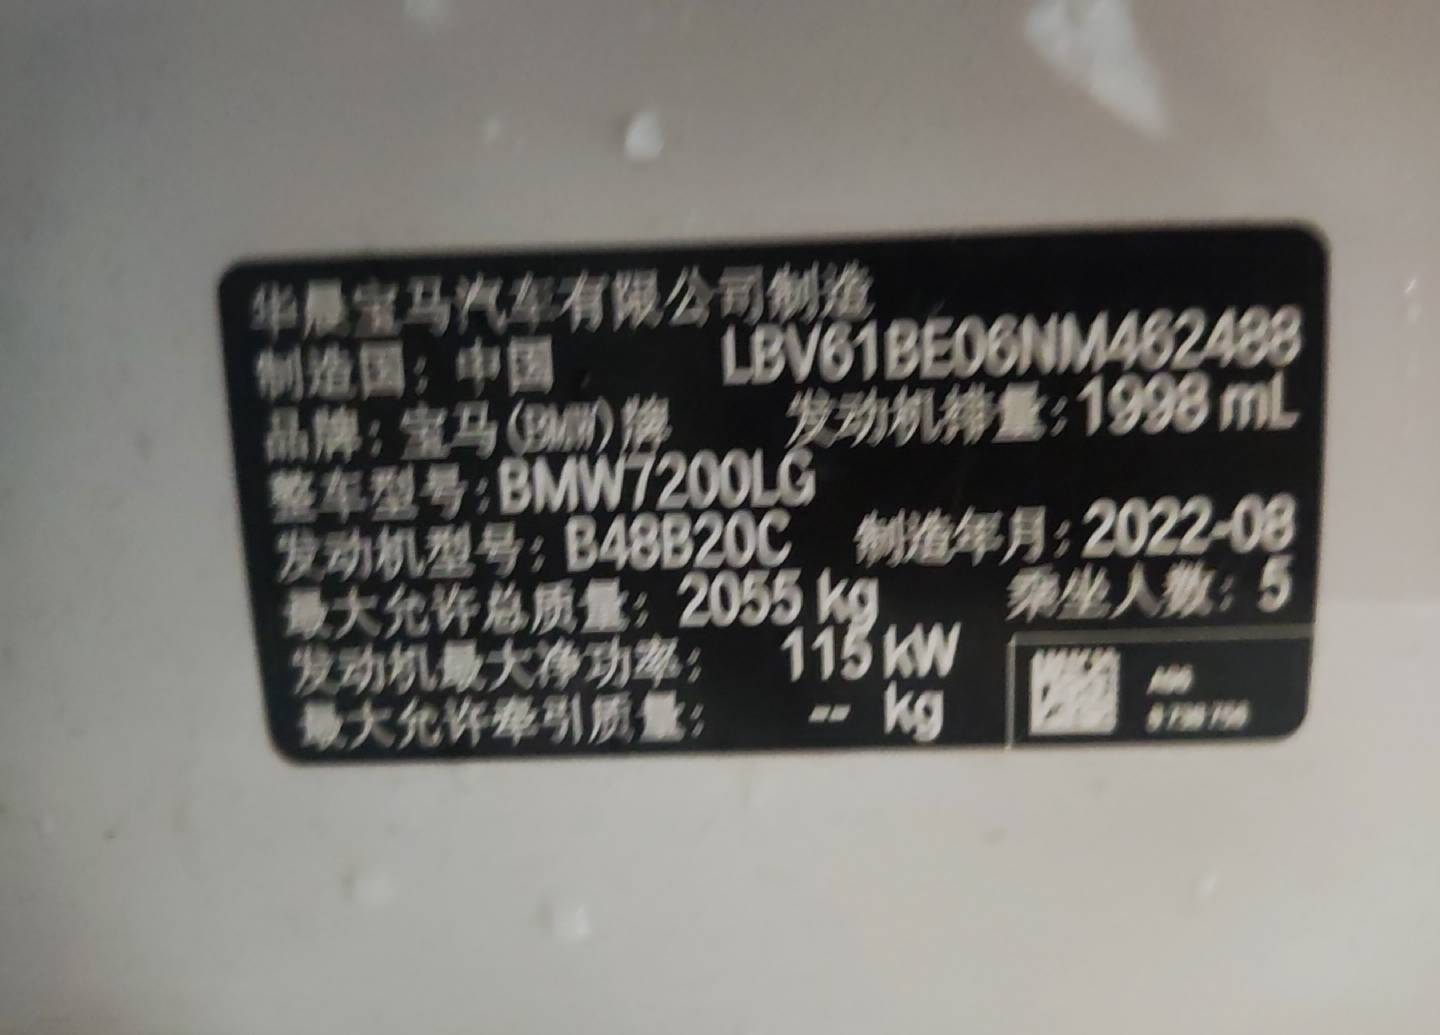 华晨宝马汽车有限公司制造
制造国：中国 LBV61BE06NM462488
品牌：宝马(BMW)牌 发动机排量：1998 mL
整车型号：BMW7200LG
发动机型号：B48B20C 制造年月：2022-08
最大允许总质量：2055 kg 乘坐人数：5
发动机最大净功率：115 kW
最大允许牵引质量：-- kg